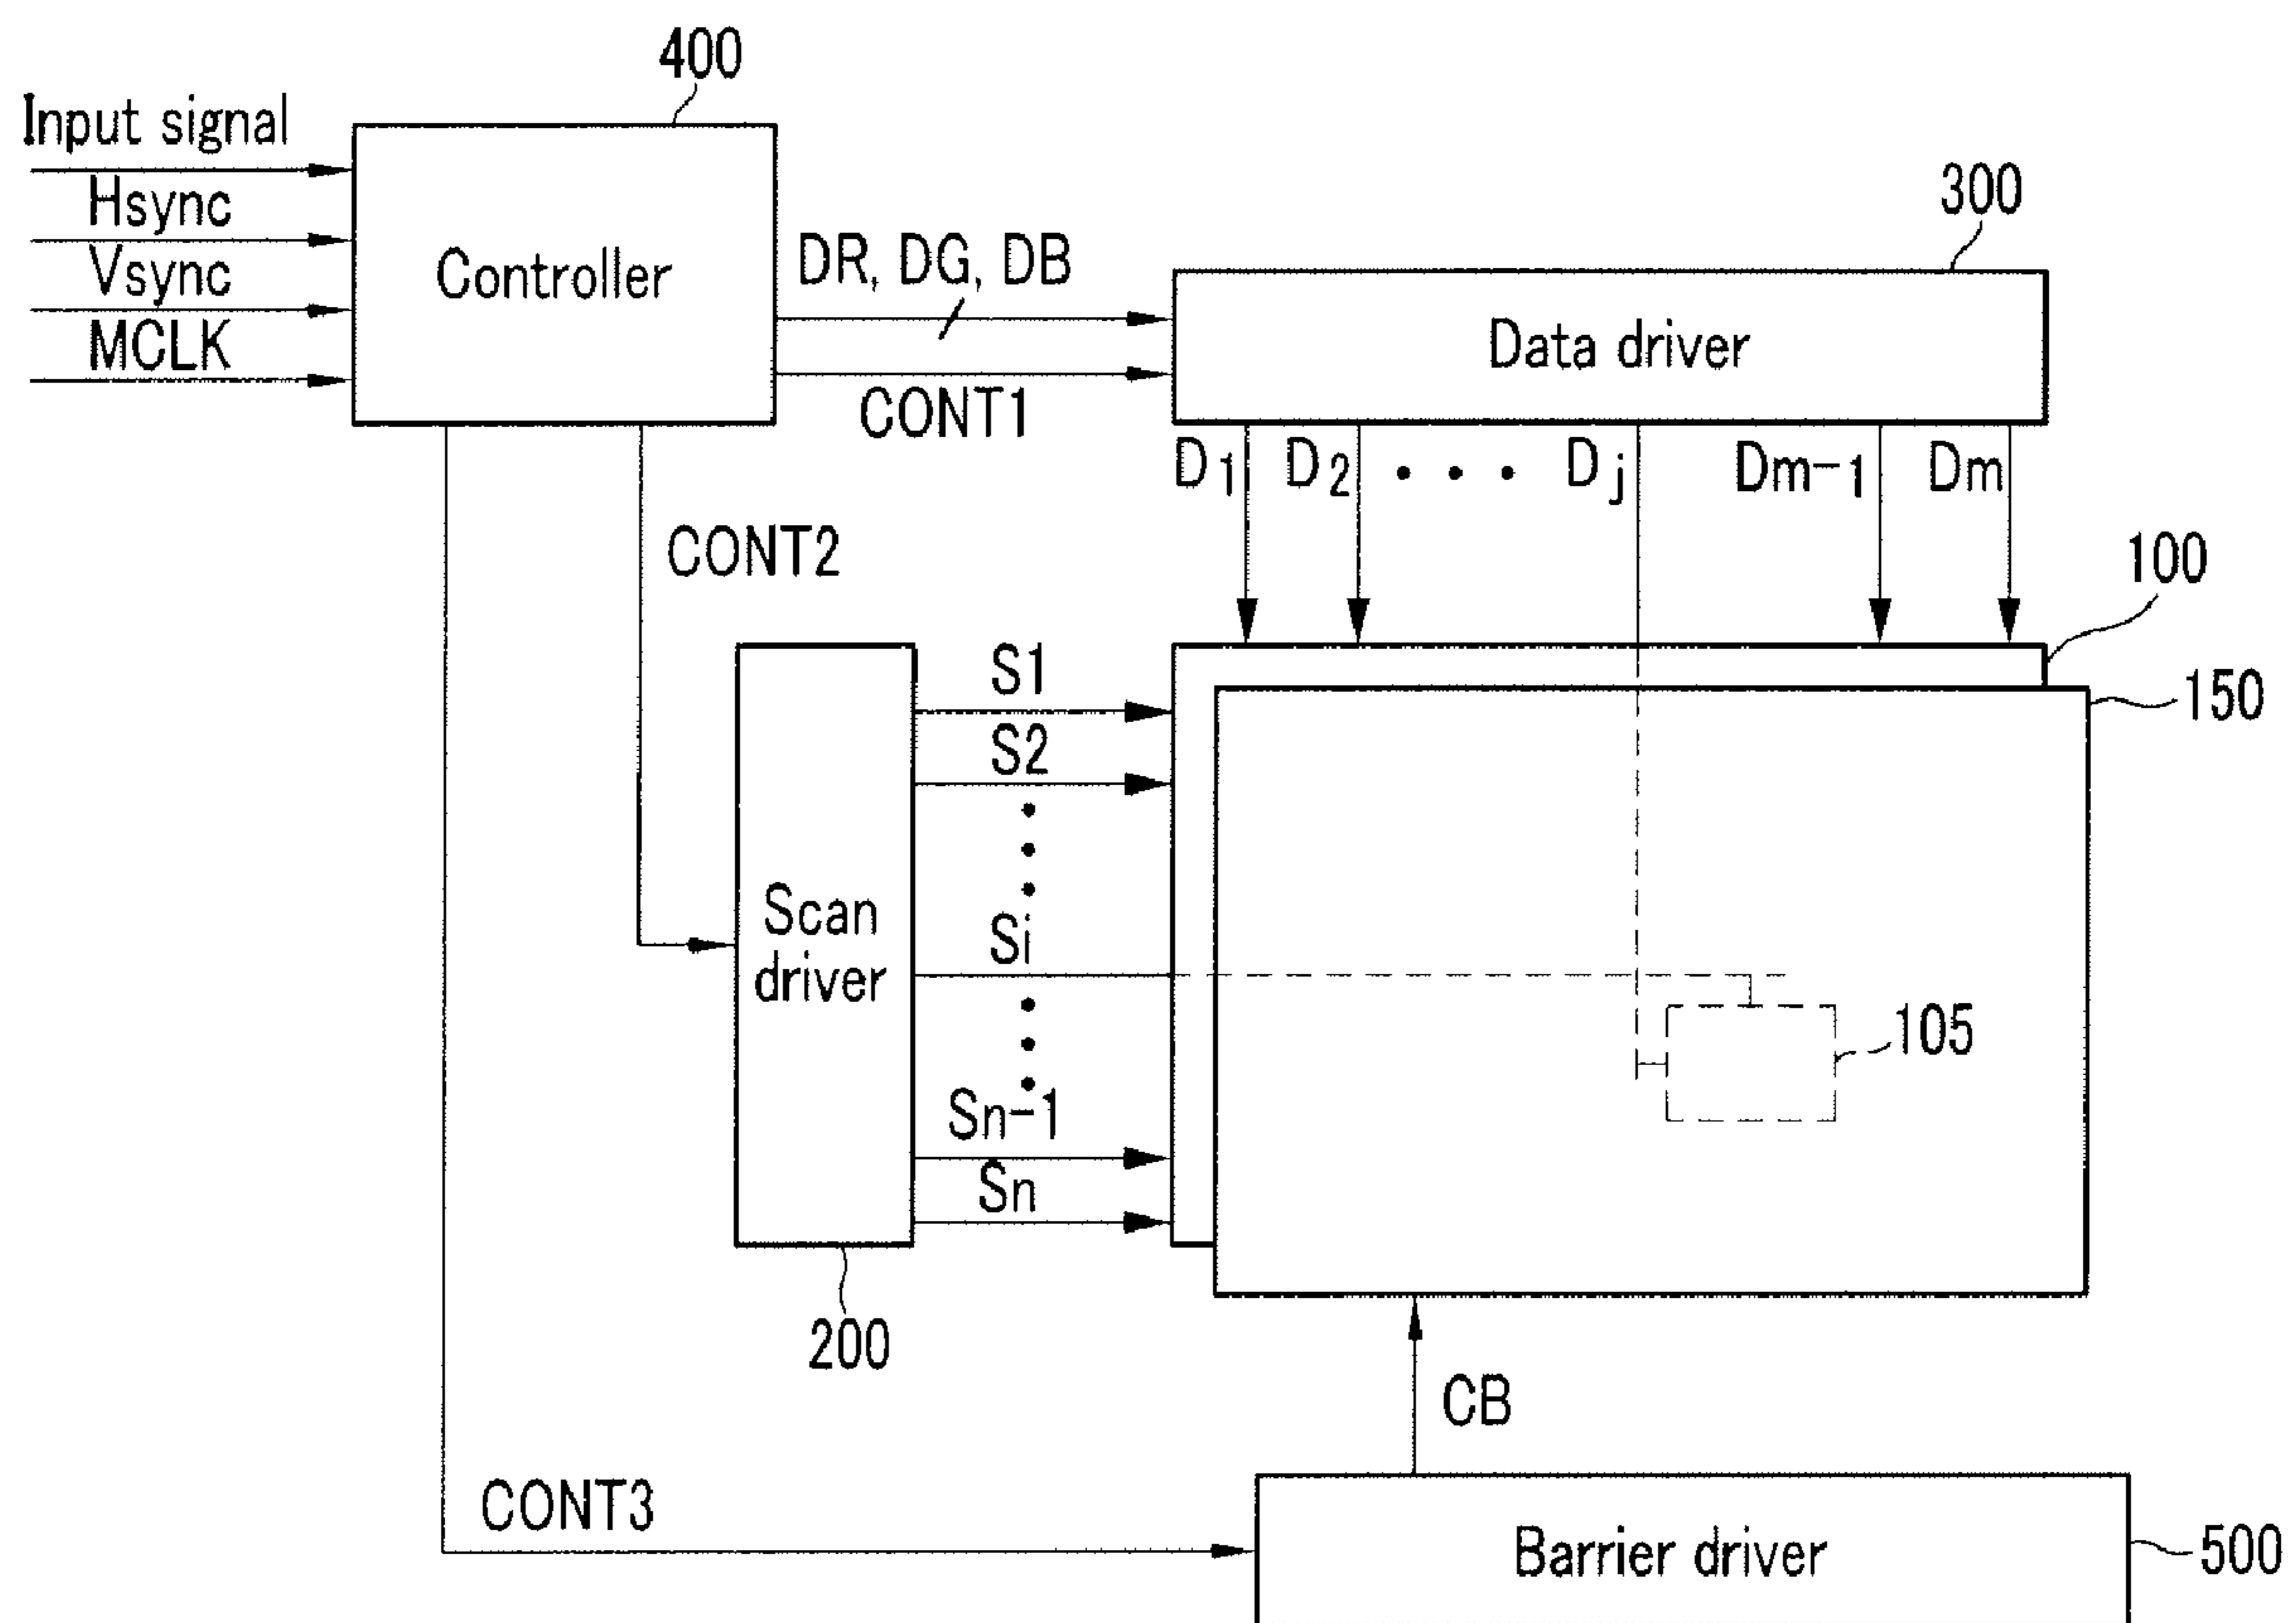 400
Input signal
Hsync
Vsync
MCLK
Controller
DR, DG, DB
CONT1
300
Data driver
D1 D2 • • • Dj Dm-1 Dm
CONT2
100
150
Scan
driver
S1
S2
Si
Sn-1
Sn
105
200
CB
CONT3
Barrier driver
500